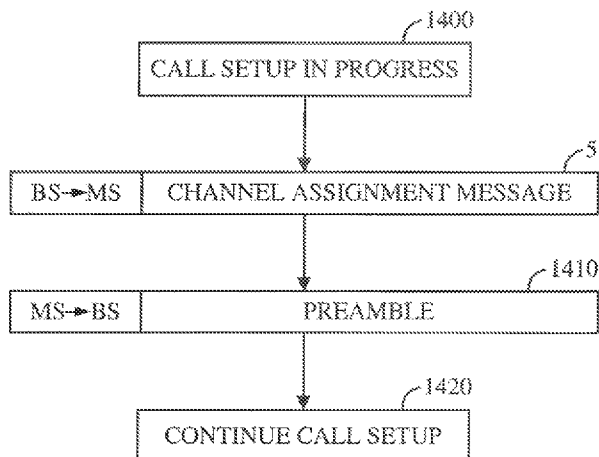 1400
CALL SETUP IN PROGRESS
5
BS→MS CHANNEL ASSIGNMENT MESSAGE
1410
MS→BS PREAMBLE
1420
CONTINUE CALL SETUP